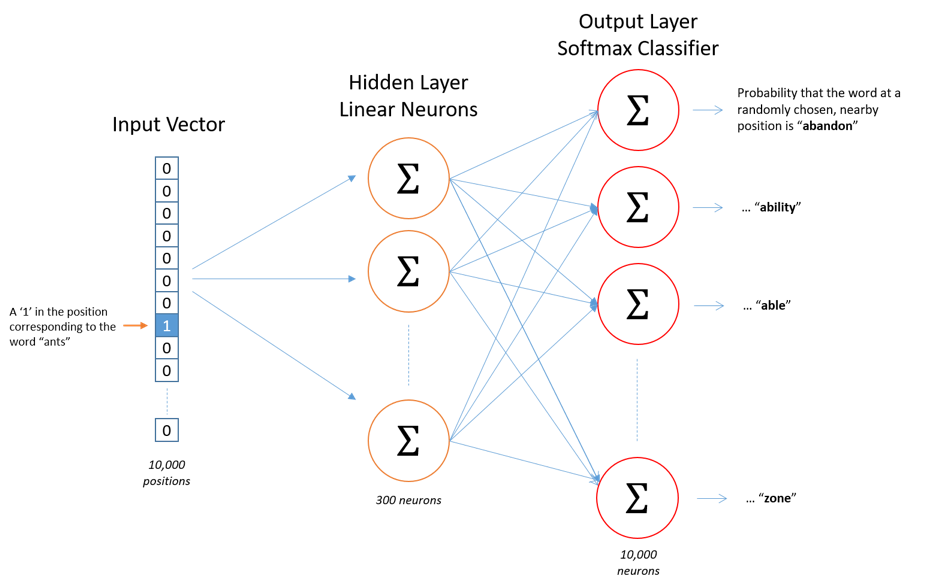 Output Layer
Softmax Classifier
Hidden Layer
Linear Neurons
Input Vector
0
0
0
0
0
0
0
1
0
0
0
A ‘1’ in the position
corresponding to the
word “ants”
10,000
positions
Σ
Σ
Σ
300 neurons
Σ
Σ
Σ
Σ
10,000
neurons
Probability that the word at a
randomly chosen, nearby
position is “abandon”
... “ability”
... “able”
... “zone”